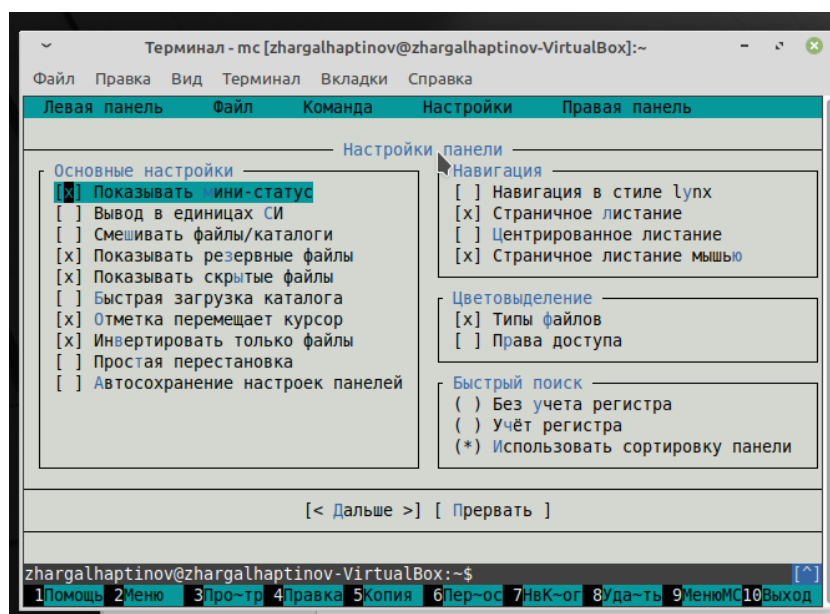 Терминал - mc [zhargalhaptinov@zhargalhaptinov-VirtualBox]:~
Файл Правка Вид Терминал Вкладки Справка
Левая панель Файл Команда Настройки Правая панель
Настройки панели
Основные настройки
[x] Показывать мини-статус
[ ] Вывод в единицах СИ
[ ] Смешивать файлы/каталоги
[x] Показывать резервные файлы
[x] Показывать скрытые файлы
[ ] Быстрая загрузка каталога
[x] Отметка перемещает курсор
[x] Инвертировать только файлы
[ ] Простая перестановка
[ ] Автосохранение настроек панелей
Навигация
[ ] Навигация в стиле lynx
[x] Страничное листание
[ ] Центрированное листание
[x] Страничное листание мышью
Цветовыделение
[x] Типы файлов
[ ] Права доступа
Быстрый поиск
( ) Без учета регистра
( ) Учёт регистра
(*) Использовать сортировку панели
[< Дальше >] [ Прервать ]
zhargalhaptinov@zhargalhaptinov-VirtualBox:~$ [^]
1Помощь 2Меню 3Про~тр 4Правка 5Копия 6Пер~ос 7НвК~ог 8Уда~ть 9МенюМС 10Выход